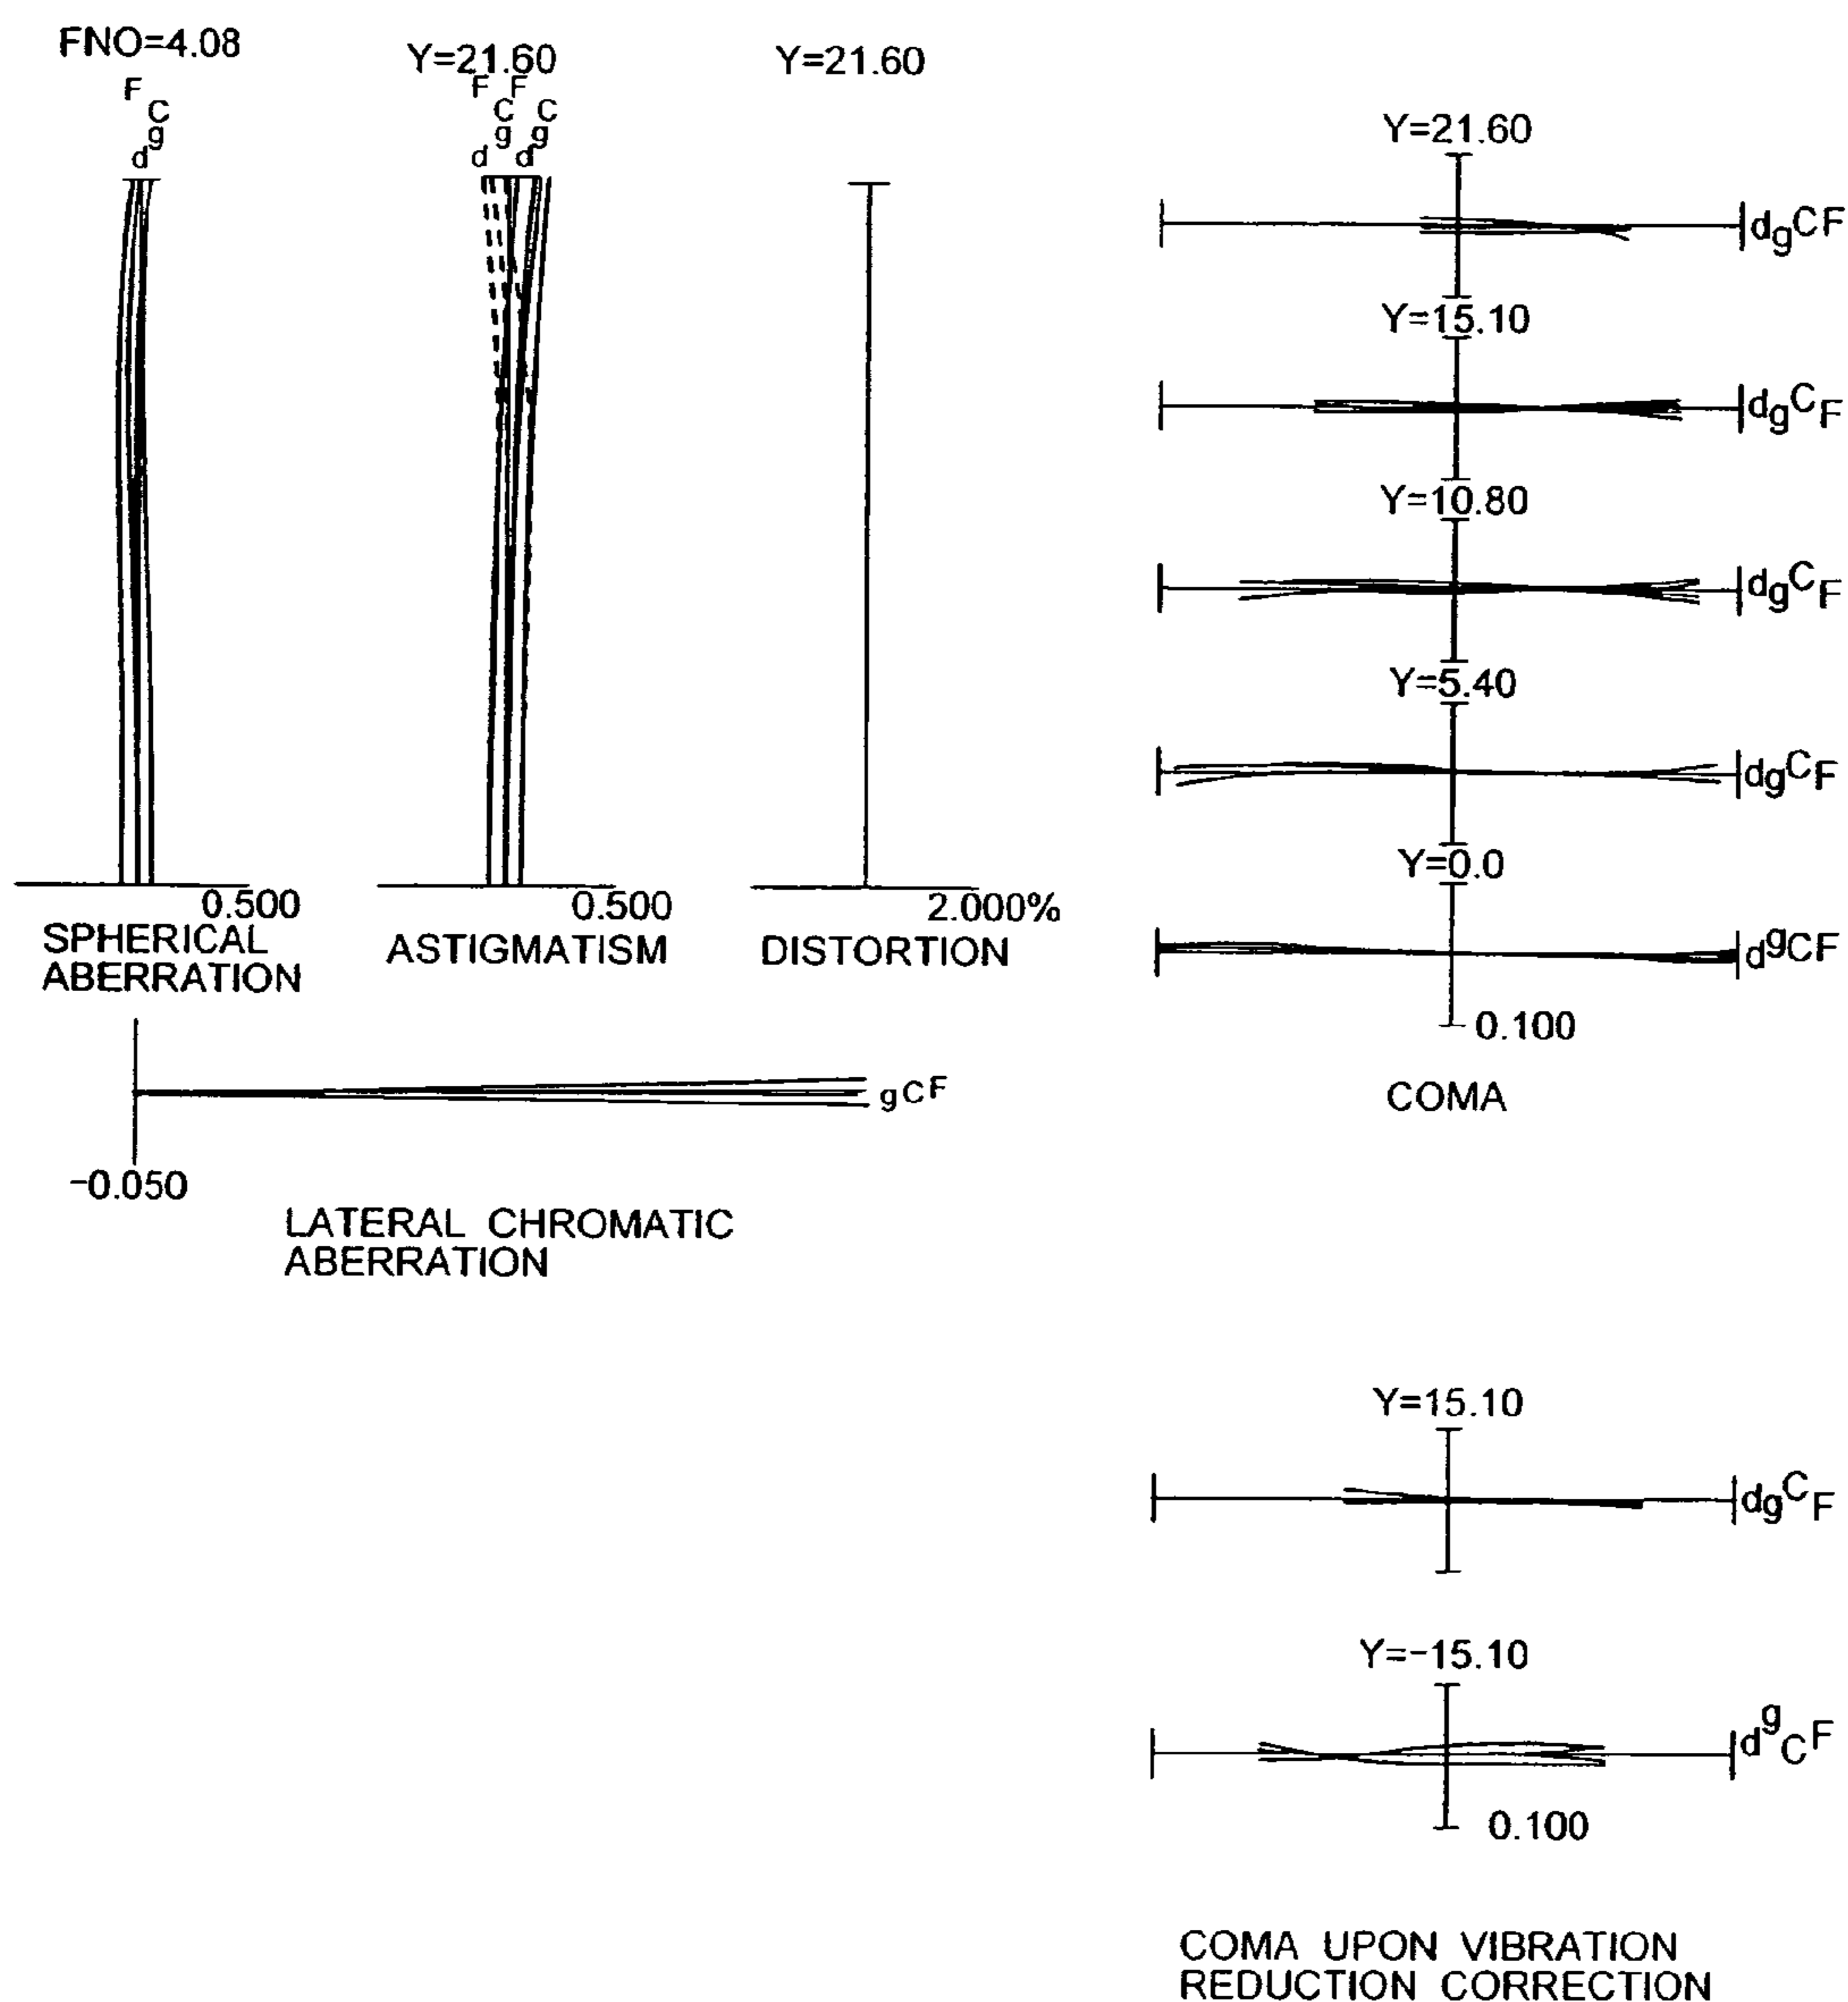 FNO=4.08
F
C
g
d
Y=21.60
F F
C C
g g
d d
Y=21.60
0.500
SPHERICAL
ABERRATION
0.500
ASTIGMATISM
2.000%
DISTORTION
gCF
-0.050
LATERAL CHROMATIC
ABERRATION
Y=21.60
dgCF
Y=15.10
dgCF
Y=10.80
dgCF
Y=5.40
dgCF
Y=0.0
dgCF
0.100
COMA
Y=15.10
dgCF
Y=-15.10
dgCF
0.100
COMA UPON VIBRATION
REDUCTION CORRECTION